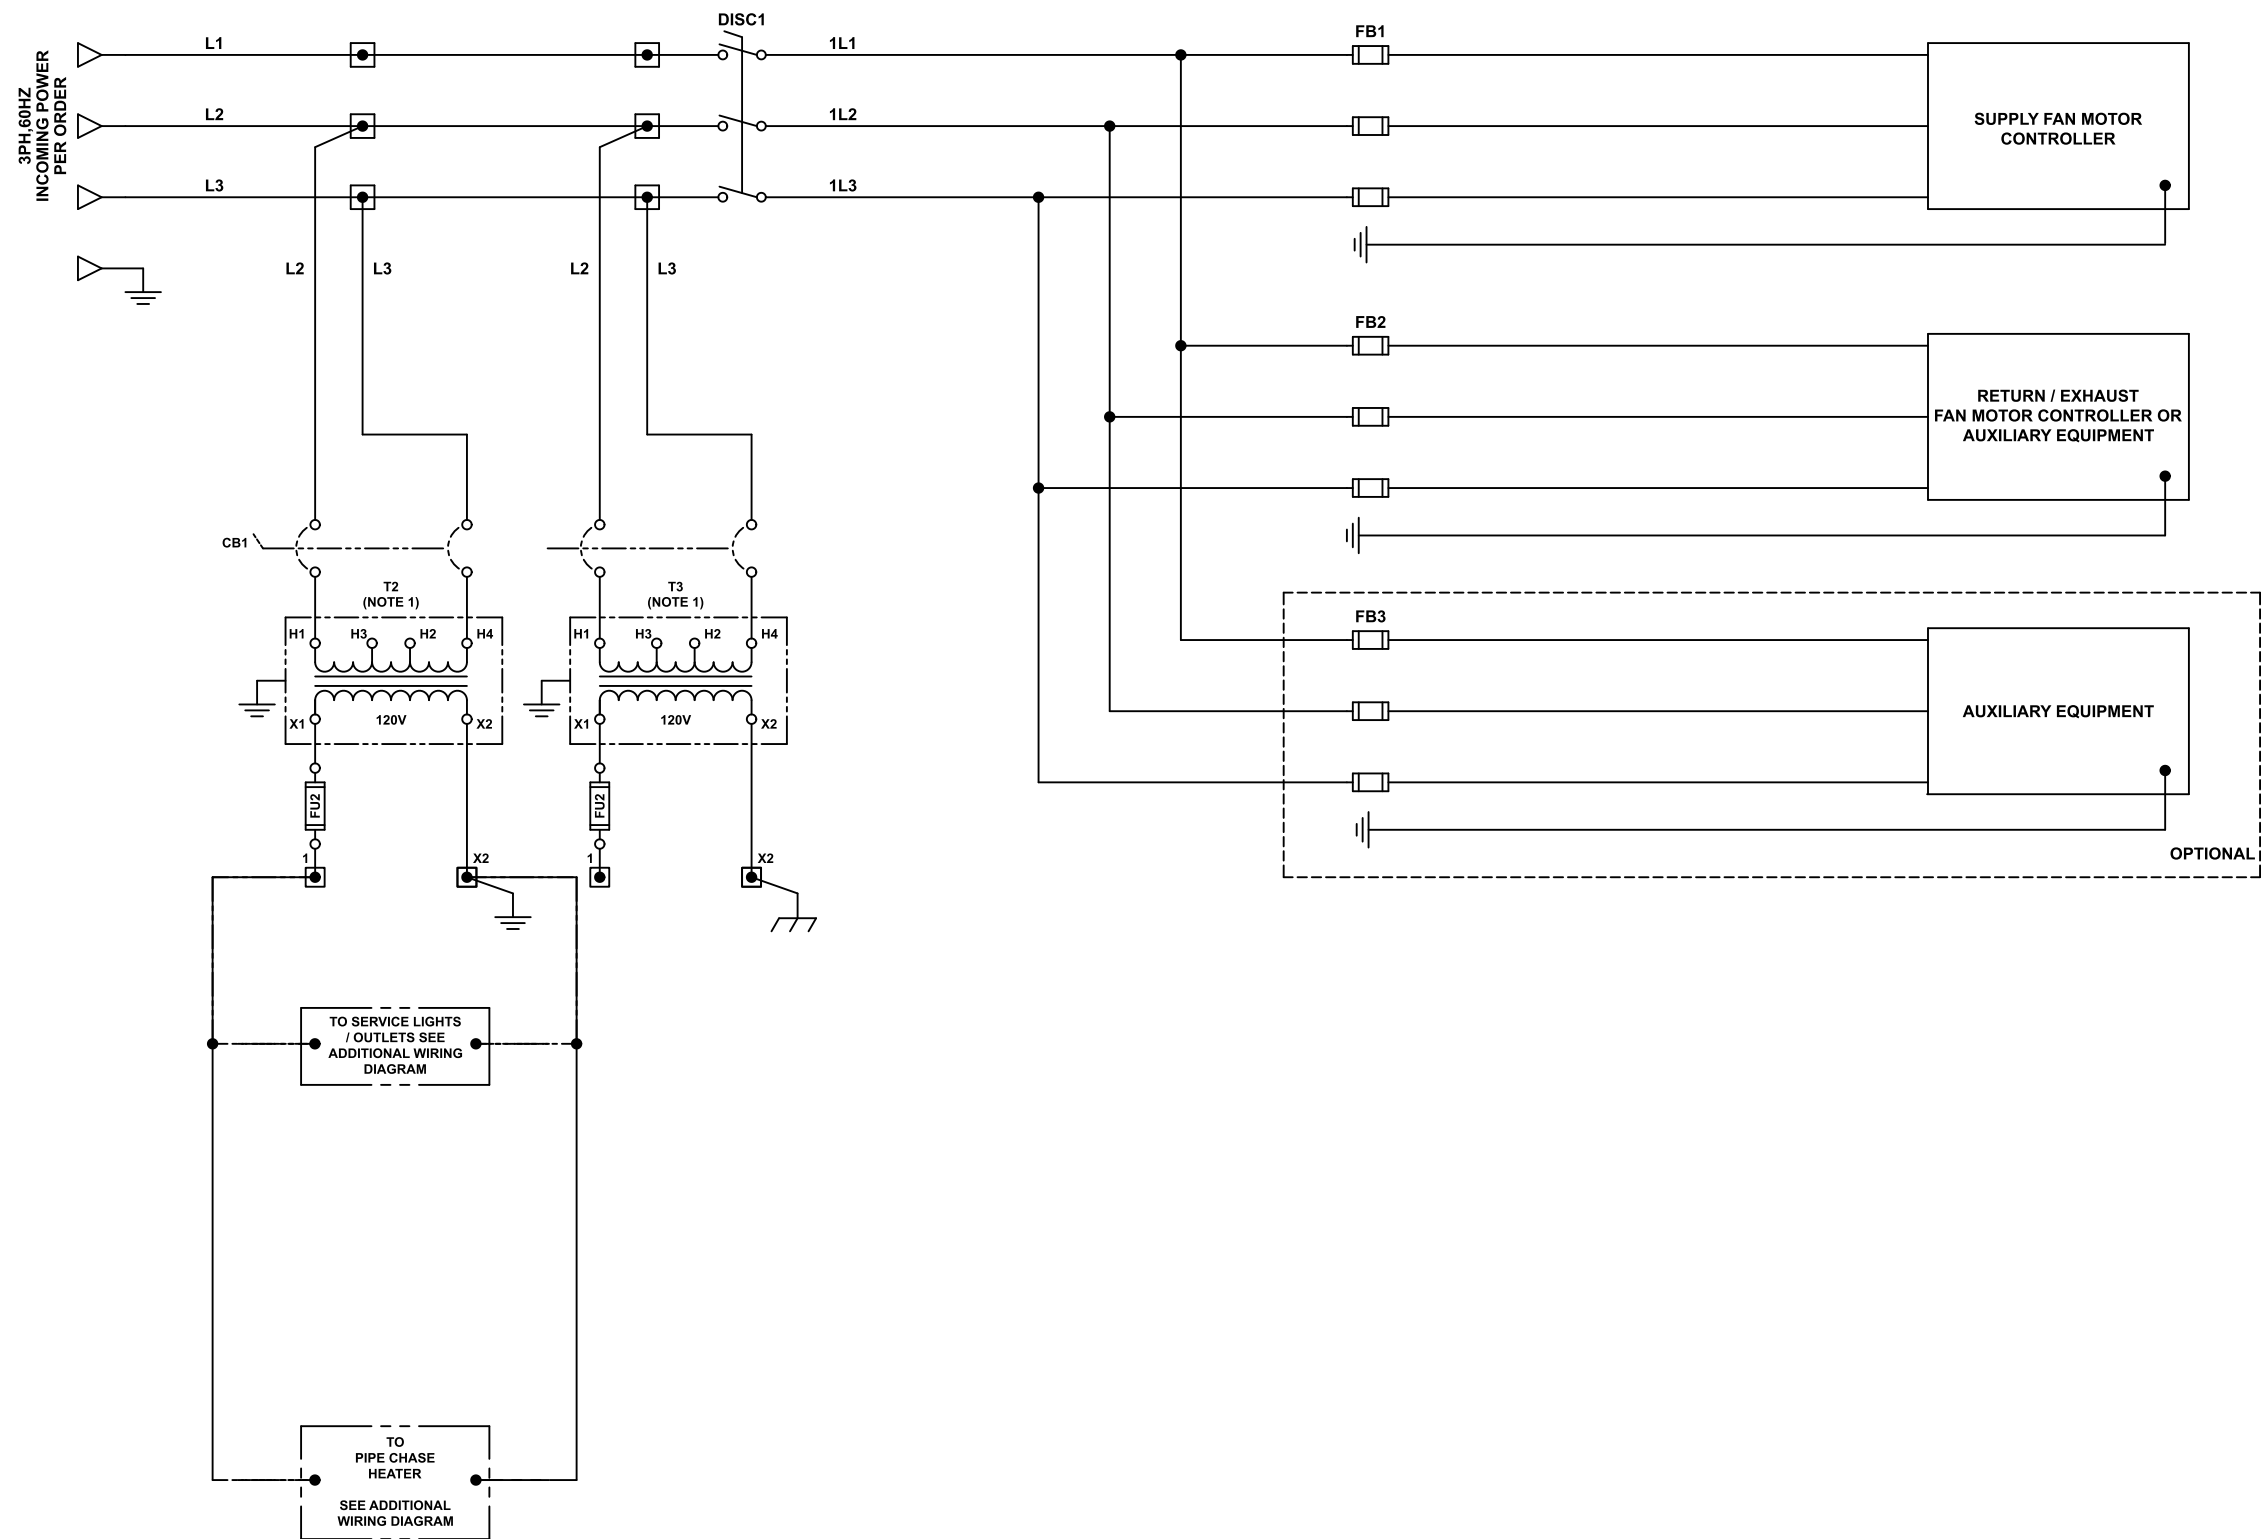 DISC1
L1
1L1
FB1
3PH,60HZ
INCOMING POWER
PER ORDER
L2
1L2
SUPPLY FAN MOTOR
CONTROLLER
L3
1L3
L2
L3
L2
L3
FB2
RETURN / EXHAUST
FAN MOTOR CONTROLLER OR
AUXILIARY EQUIPMENT
CB1
T2
(NOTE 1)
T3
(NOTE 1)
H1
H3
H2
H4
H1
H3
H2
H4
FB3
X1
120V
X2
X1
120V
X2
AUXILIARY EQUIPMENT
FU2
FU2
OPTIONAL
1
X2
1
X2
TO SERVICE LIGHTS
/ OUTLETS SEE
ADDITIONAL WIRING
DIAGRAM
TO
PIPE CHASE
HEATER
SEE ADDITIONAL
WIRING DIAGRAM